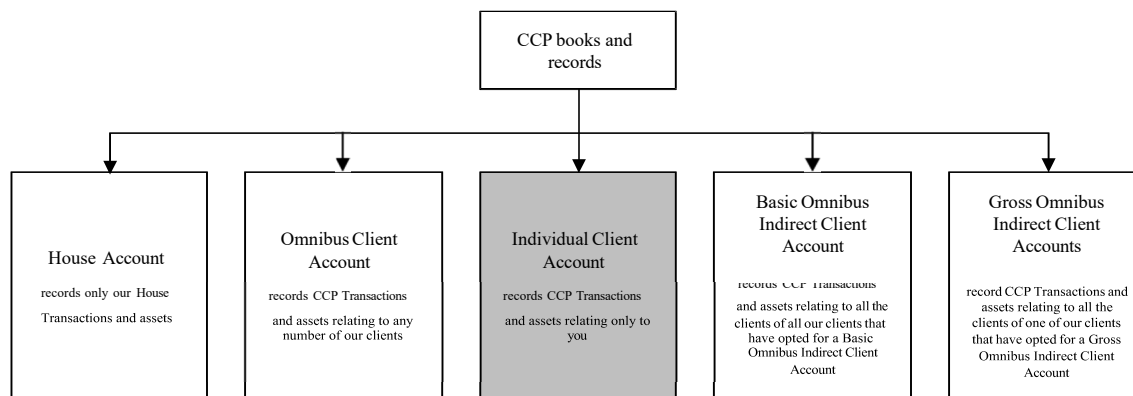 CCP books and
records
House Account
records only our House
Transactions and assets
Omnibus Client
Account
records CCP Transactions
and assets relating to any
number of our clients
Individual Client
Account
records CCP Transactions
and assets relating only to
you
Basic Omnibus
Indirect Client
Account
records CCP Transactions
and assets relating to all the
clients of all our clients that
have opted for a Basic
Omnibus Indirect Client
Account
Gross Omnibus
Indirect Client
Accounts
record CCP Transactions and
assets relating to all the
clients of one of our clients
that have opted for a Gross
Omnibus Indirect Client
Account